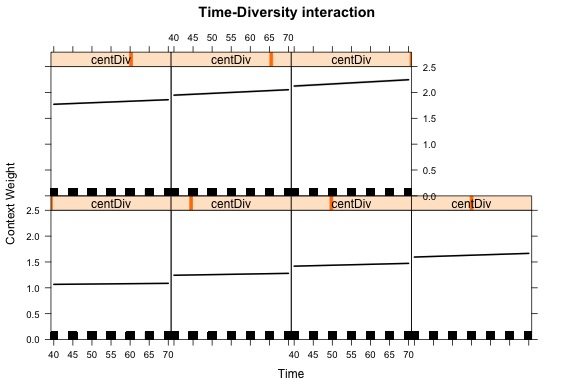 Time-Diversity interaction
40 45 50 55 60 65 70
centDiv centDiv centDiv
2.5
2.0
1.5
1.0
0.5
0.0
centDiv centDiv centDiv centDiv
2.5
2.0
1.5
1.0
0.5
0.0
40 45 50 55 60 65 70 40 45 50 55 60 65 70
Context Weight
Time